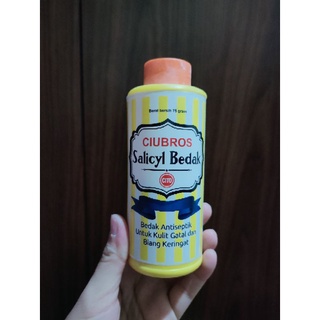 Berat bersih 75 gram
CIUBROS
Salicyl Bedak
Bedak Antiseptik
Untuk Kulit Gatal dan
Biang Keringat